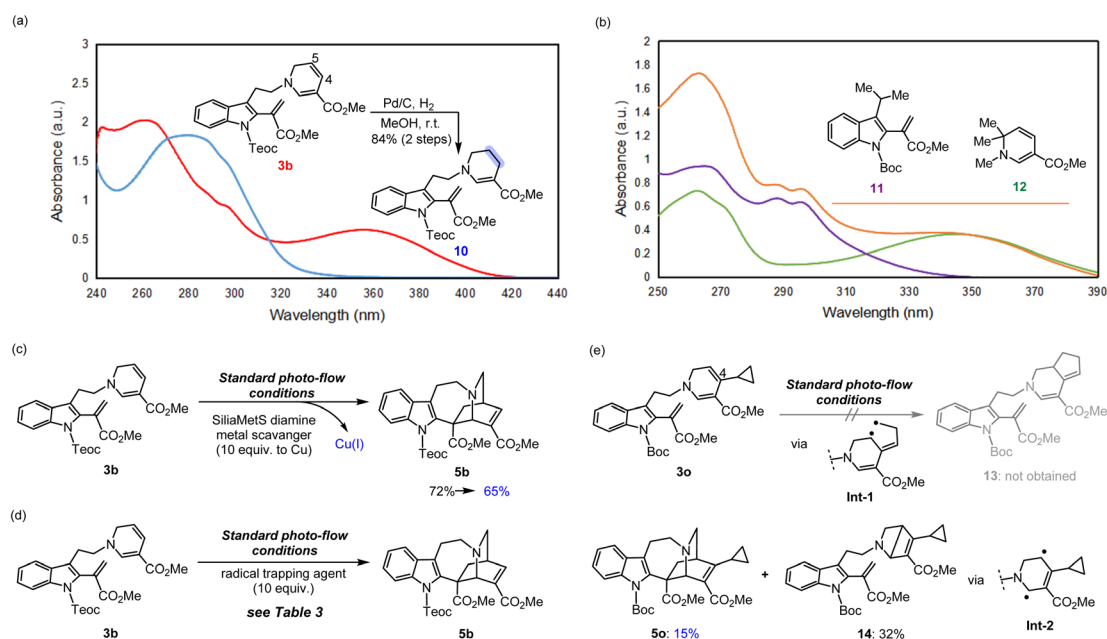 (a)
Absorbance (a.u.)
3
2.5
2
1.5
1
0.5
0
240 260 280 300 320 340 360 380 400 420 440
Wavelength (nm)
5
4
N
CO₂Me
N
CO₂Me
Teoc
3b
Pd/C, H₂
MeOH, r.t.
84% (2 steps)
N
CO₂Me
N
CO₂Me
Teoc
10
(b)
Absorbance (a.u.)
2
1.8
1.6
1.4
1.2
1
0.8
0.6
0.4
0.2
0
250 270 290 310 330 350 370 390
Wavelength (nm)
Me
Me
N
CO₂Me
Boc
11
Me
Me
N
Me
CO₂Me
12
(c)
N
CO₂Me
N
CO₂Me
Teoc
3b
Standard photo-flow
conditions
SiliaMetS diamine
metal scavanger
(10 equiv. to Cu)
Cu(I)
N
N
Teoc
CO₂Me
CO₂Me
5b
72% 65%
(d)
N
CO₂Me
N
CO₂Me
Teoc
3b
Standard photo-flow
conditions
radical trapping agent
(10 equiv.)
see Table 3
N
N
Teoc
CO₂Me
CO₂Me
5b
(e)
4
N
CO₂Me
N
CO₂Me
Boc
3o
Standard photo-flow
conditions
via
N
CO₂Me
Int-1
N
CO₂Me
N
CO₂Me
Boc
13: not obtained
N
N
Boc
CO₂Me
CO₂Me
5o: 15%
+
N
CO₂Me
N
CO₂Me
Boc
14: 32%
via
N
CO₂Me
Int-2